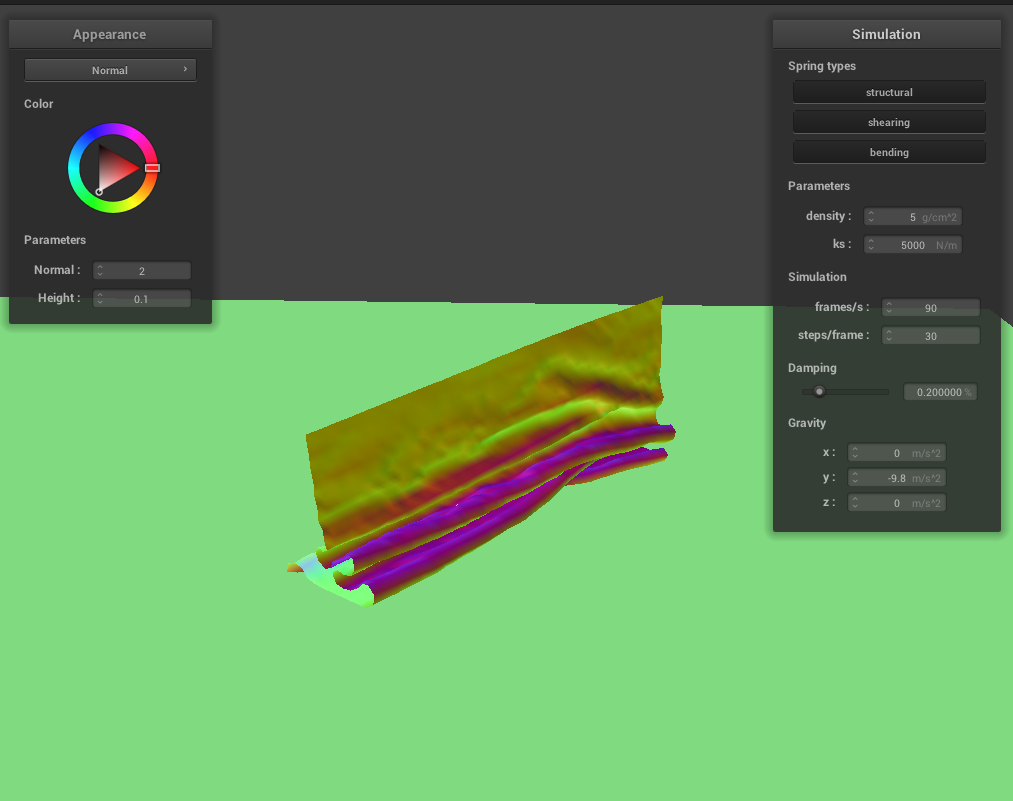 Appearance
Normal
Color
Parameters
Normal : 2
Height : 0.1
Simulation
Spring types
structural
shearing
bending
Parameters
density : 5 g/cm^2
ks : 5000 N/m
Simulation
frames/s : 90
steps/frame : 30
Damping
0.200000 %
Gravity
x : 0 m/s^2
y : -9.8 m/s^2
z : 0 m/s^2